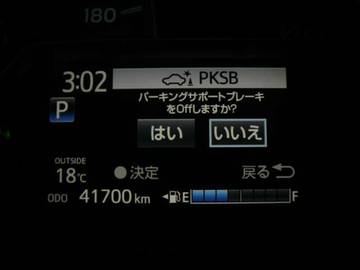 180
3:02
PKSB
P
パーキングサポートブレーキ
をOffしますか?
はい
いいえ
OUTSIDE
18℃
決定
戻る
ODO 41700 km
E F